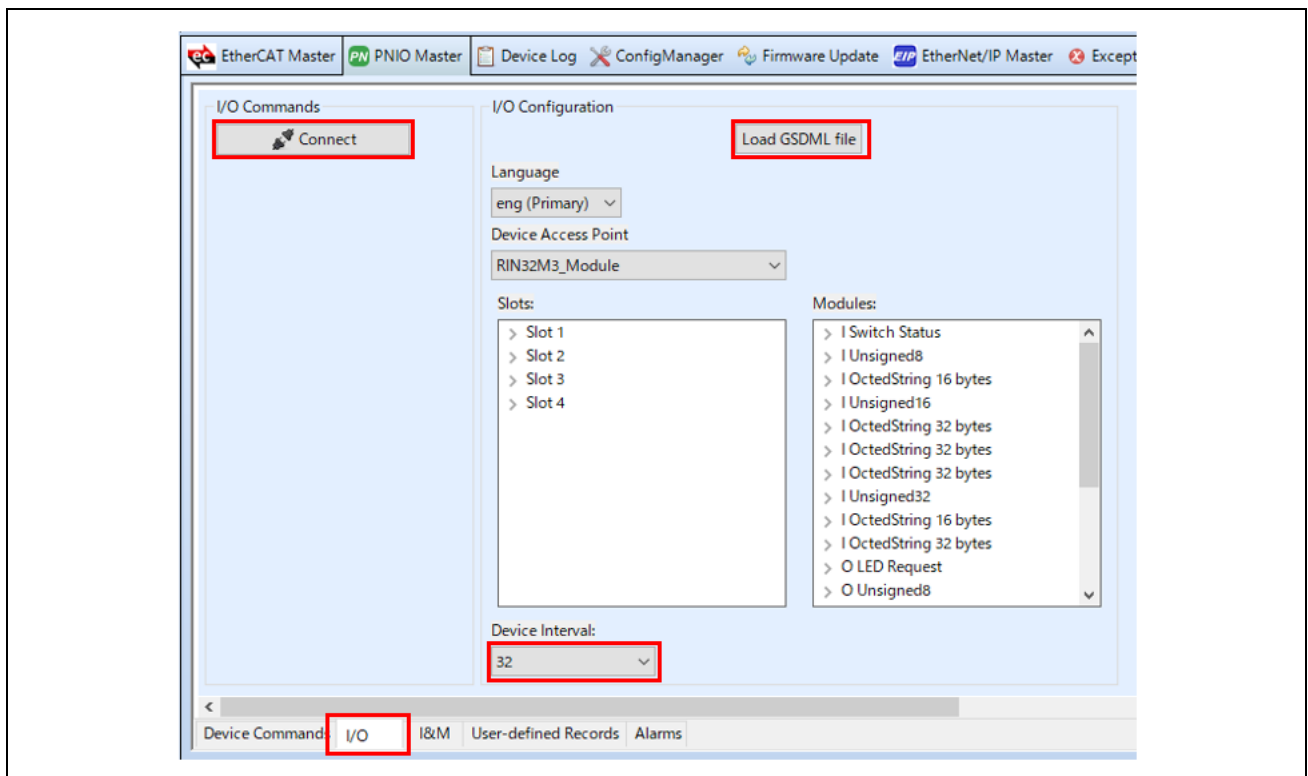 EtherCAT Master PN PNIO Master Device Log ConfigManager Firmware Update EIP EtherNet/IP Master Except
I/O Commands
Connect
I/O Configuration
Load GSDML file
Language
eng (Primary)
Device Access Point
RIN32M3_Module
Slots:
Slot 1
Slot 2
Slot 3
Slot 4
Modules:
I Switch Status
I Unsigned8
I OctedString 16 bytes
I Unsigned16
I OctedString 32 bytes
I OctedString 32 bytes
I OctedString 32 bytes
I Unsigned32
I OctedString 16 bytes
I OctedString 32 bytes
O LED Request
O Unsigned8
Device Interval:
32
Device Commands I/O I&M User-defined Records Alarms